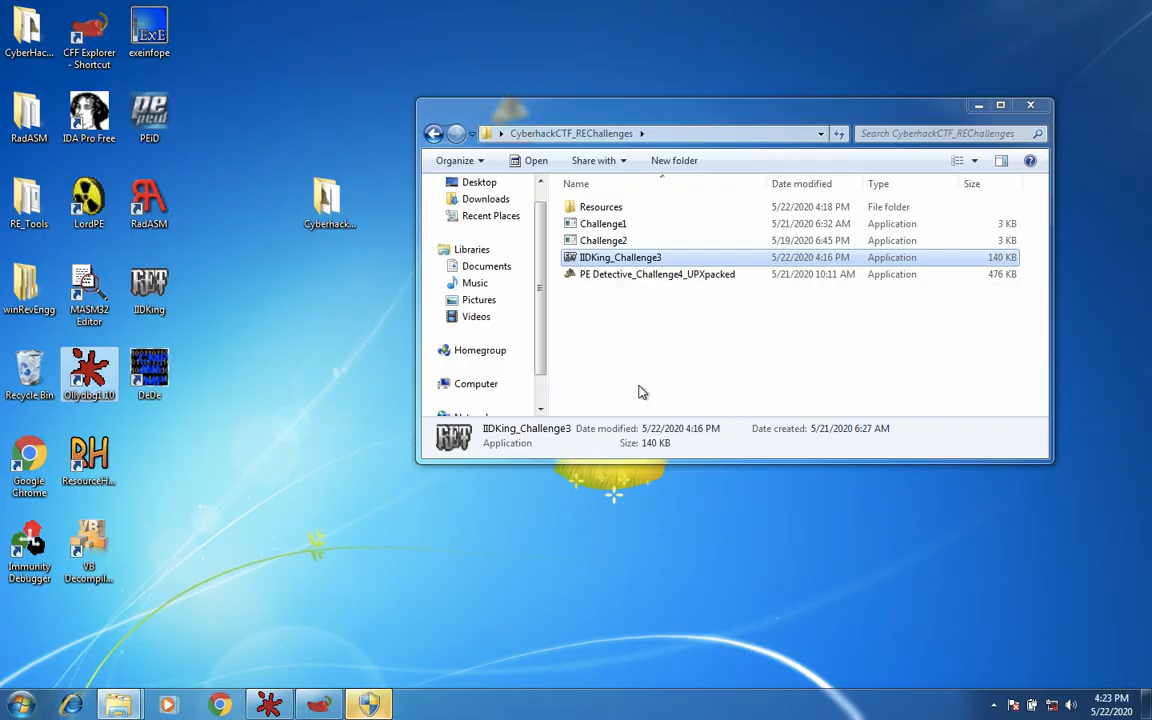 CyberHac...
CFF Explorer - Shortcut
exeinfope
RadASM
IDA Pro Free
PEiD
RE_Tools
LordPE
RadASM
Cyberhack...
winRevEngg
MASM32 Editor
IIDKing
Recycle Bin
Ollydbg1.10
DeDe
Google Chrome
ResourceH...
Immunity Debugger
VB Decompil...
CyberhackCTF_REChallenges
Search CyberhackCTF_REChallenges
Organize Open Share with New folder
Name Date modified Type Size
Resources 5/22/2020 4:18 PM File folder
Challenge1 5/21/2020 6:32 AM Application 3 KB
Challenge2 5/19/2020 6:45 PM Application 3 KB
IIDKing_Challenge3 5/22/2020 4:16 PM Application 140 KB
PE Detective_Challenge4_UPXpacked 5/21/2020 10:11 AM Application 476 KB
Desktop
Downloads
Recent Places
Libraries
Documents
Music
Pictures
Videos
Homegroup
Computer
IIDKing_Challenge3 Date modified: 5/22/2020 4:16 PM Date created: 5/21/2020 6:27 AM
Application Size: 140 KB
4:23 PM
5/22/2020